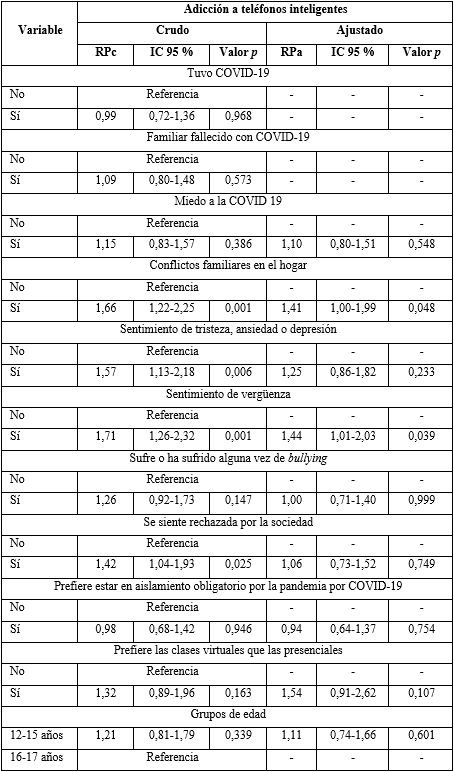 Variable Adicción a teléfonos inteligentes
Crudo Ajustado
RPc IC 95 % Valor p RPa IC 95 % Valor p
Tuvo COVID-19
No Referencia - - -
Sí 0,99 0,72-1,36 0,968 - - -
Familiar fallecido con COVID-19
No Referencia - - -
Sí 1,09 0,80-1,48 0,573 - - -
Miedo a la COVID 19
No Referencia - - -
Sí 1,15 0,83-1,57 0,386 1,10 0,80-1,51 0,548
Conflictos familiares en el hogar
No Referencia - - -
Sí 1,66 1,22-2,25 0,001 1,41 1,00-1,99 0,048
Sentimiento de tristeza, ansiedad o depresión
No Referencia - - -
Sí 1,57 1,13-2,18 0,006 1,25 0,86-1,82 0,233
Sentimiento de vergüenza
No Referencia - - -
Sí 1,71 1,26-2,32 0,001 1,44 1,01-2,03 0,039
Sufre o ha sufrido alguna vez de bullying
No Referencia - - -
Sí 1,26 0,92-1,73 0,147 1,00 0,71-1,40 0,999
Se siente rechazada por la sociedad
No Referencia - - -
Sí 1,42 1,04-1,93 0,025 1,06 0,73-1,52 0,749
Prefiere estar en aislamiento obligatorio por la pandemia por COVID-19
No Referencia - - -
Sí 0,98 0,68-1,42 0,946 0,94 0,64-1,37 0,754
Prefiere las clases virtuales que las presenciales
No Referencia - - -
Sí 1,32 0,89-1,96 0,163 1,54 0,91-2,62 0,107
Grupos de edad
12-15 años 1,21 0,81-1,79 0,339 1,11 0,74-1,66 0,601
16-17 años Referencia - - -